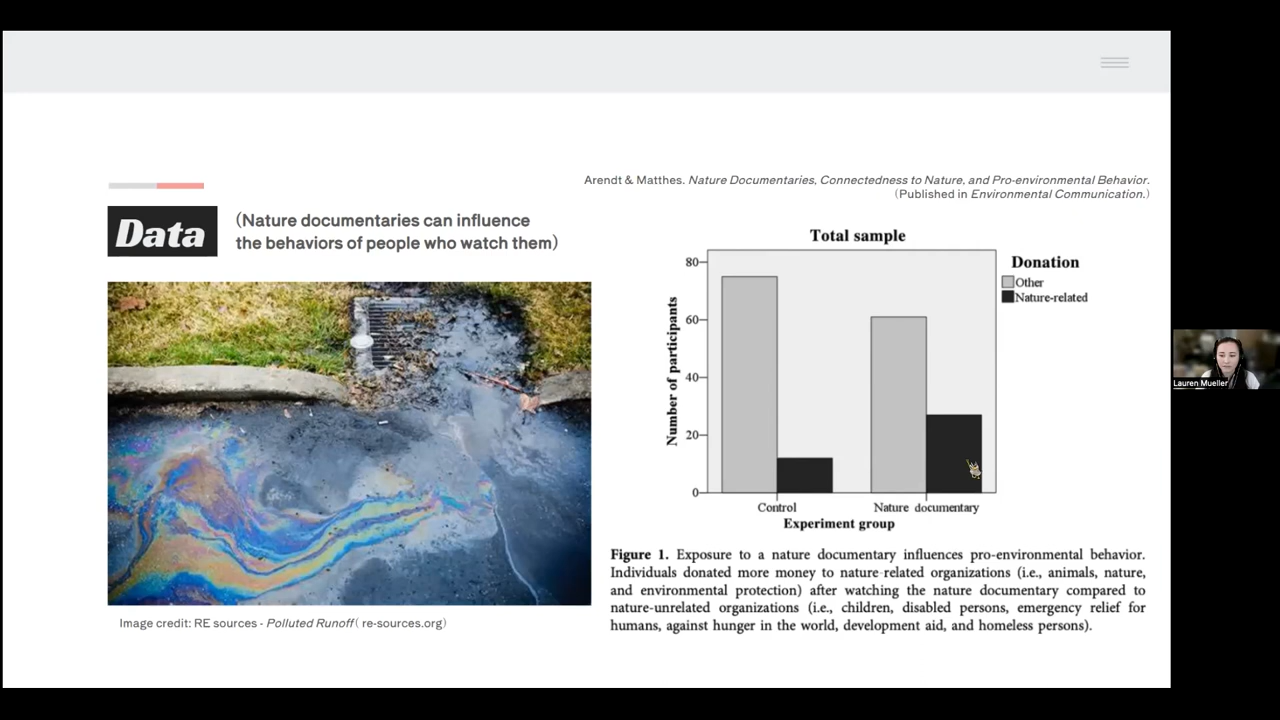 Arendt & Matthes. Nature Documentaries, Connectedness to Nature, and Pro-environmental Behavior.
(Published in Environmental Communication.)
Data
(Nature documentaries can influence
the behaviors of people who watch them)
Image credit: RE sources - Polluted Runoff ( re-sources.org)
Total sample
Donation
Other
Nature-related
Number of participants
80
60
40
20
0
Control
Nature documentary
Experiment group
Figure 1. Exposure to a nature documentary influences pro-environmental behavior.
Individuals donated more money to nature-related organizations (i.e., animals, nature,
and environmental protection) after watching the nature documentary compared to
nature-unrelated organizations (i.e., children, disabled persons, emergency relief for
humans, against hunger in the world, development aid, and homeless persons).
Lauren Mueller